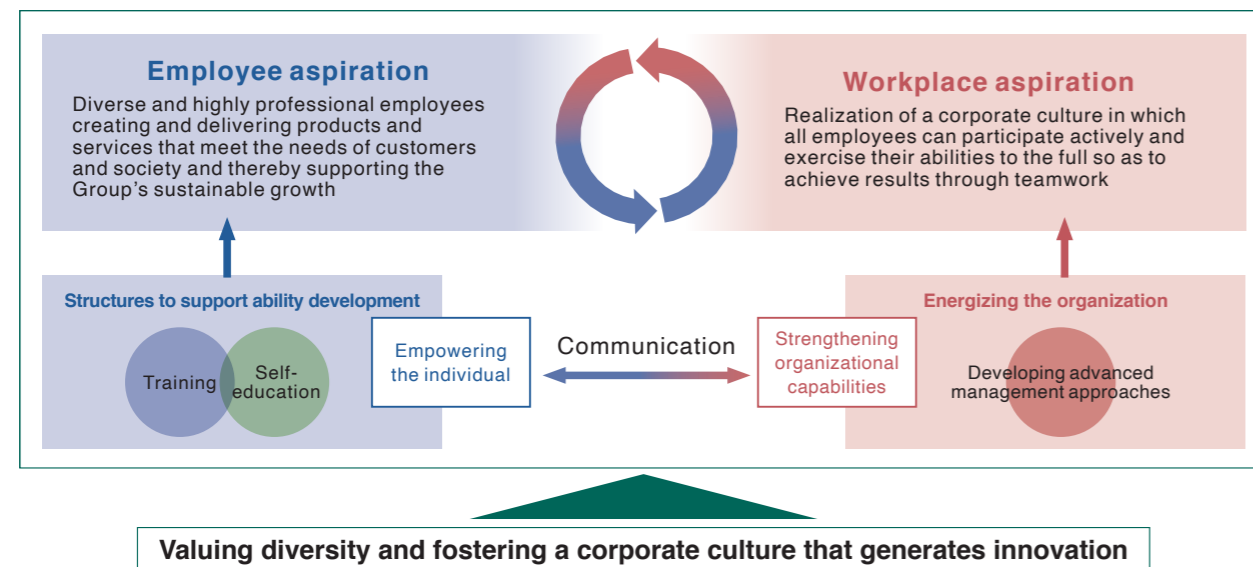 Employee aspiration
Diverse and highly professional employees
creating and delivering products and
services that meet the needs of customers
and society and thereby supporting the
Group's sustainable growth
Workplace aspiration
Realization of a corporate culture in which
all employees can participate actively and
exercise their abilities to the full so as to
achieve results through teamwork
Structures to support ability development
Training
Self-
education
Empowering
the individual
Communication
Strengthening
organizational
capabilities
Energizing the organization
Developing advanced
management approaches
Valuing diversity and fostering a corporate culture that generates innovation